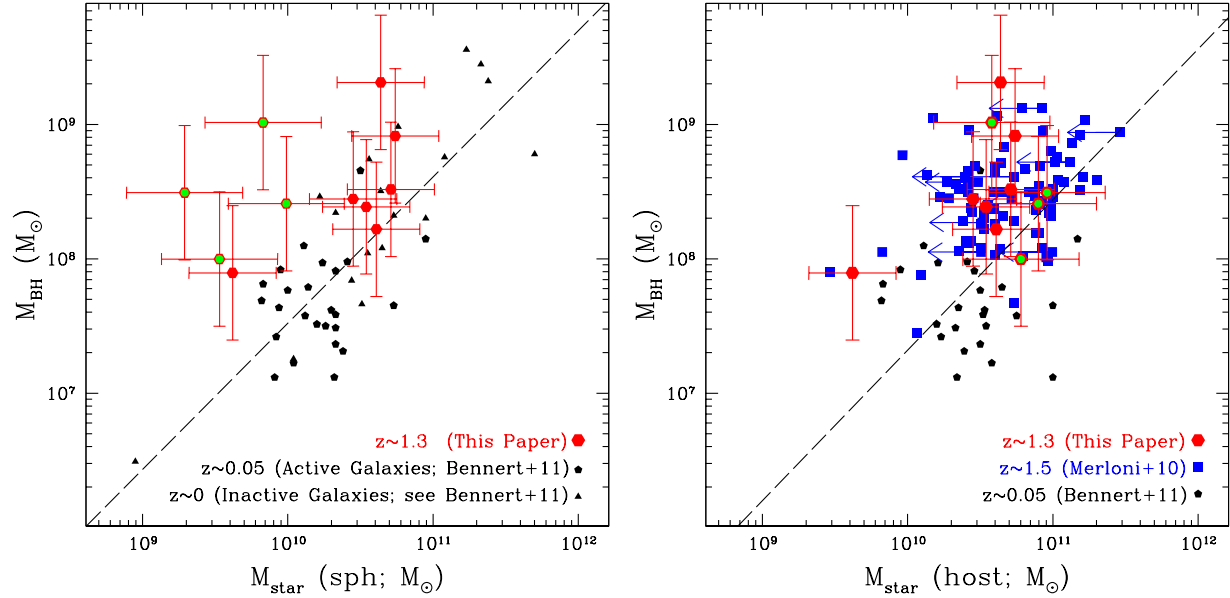 10⁹
10⁸
10⁷
M_BH (M_⊙)
z~1.3 (This Paper)
z~0.05 (Active Galaxies; Bennert+11)
z~0 (Inactive Galaxies; see Bennert+11)
10⁹ 10¹⁰ 10¹¹ 10¹²
M_star (sph; M_⊙)
10⁹
10⁸
10⁷
M_BH (M_⊙)
z~1.3 (This Paper)
z~1.5 (Merloni+10)
z~0.05 (Bennert+11)
10⁹ 10¹⁰ 10¹¹ 10¹²
M_star (host; M_⊙)